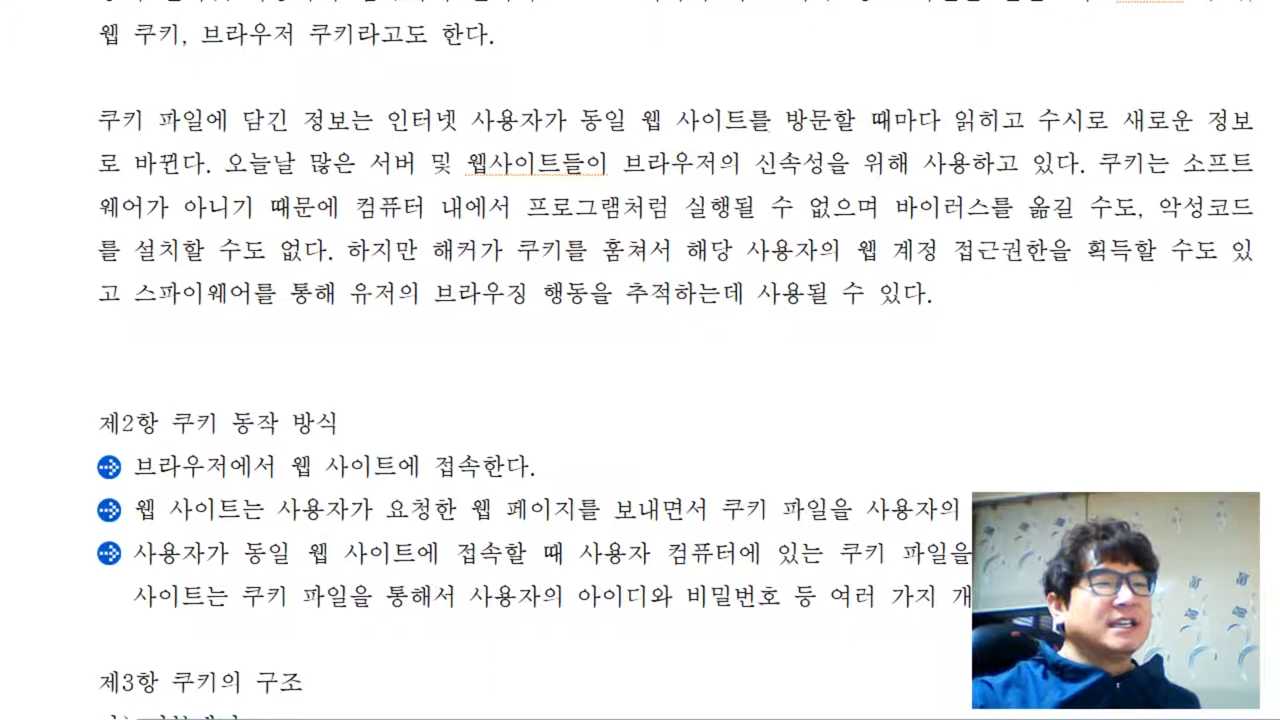 웹 쿠키, 브라우저 쿠키라고도 한다.
쿠키 파일에 담긴 정보는 인터넷 사용자가 동일 웹 사이트를 방문할 때마다 읽히고 수시로 새로운 정보
로 바뀐다. 오늘날 많은 서버 및 웹사이트들이 브라우저의 신속성을 위해 사용하고 있다. 쿠키는 소프트
웨어가 아니기 때문에 컴퓨터 내에서 프로그램처럼 실행될 수 없으며 바이러스를 옮길 수도, 악성코드
를 설치할 수도 없다. 하지만 해커가 쿠키를 훔쳐서 해당 사용자의 웹 계정 접근권한을 획득할 수도 있
고 스파이웨어를 통해 유저의 브라우징 행동을 추적하는데 사용될 수 있다.
제2항 쿠키 동작 방식
브라우저에서 웹 사이트에 접속한다.
웹 사이트는 사용자가 요청한 웹 페이지를 보내면서 쿠키 파일을 사용자의
사용자가 동일 웹 사이트에 접속할 때 사용자 컴퓨터에 있는 쿠키 파일을
사이트는 쿠키 파일을 통해서 사용자의 아이디와 비밀번호 등 여러 가지 개
제3항 쿠키의 구조